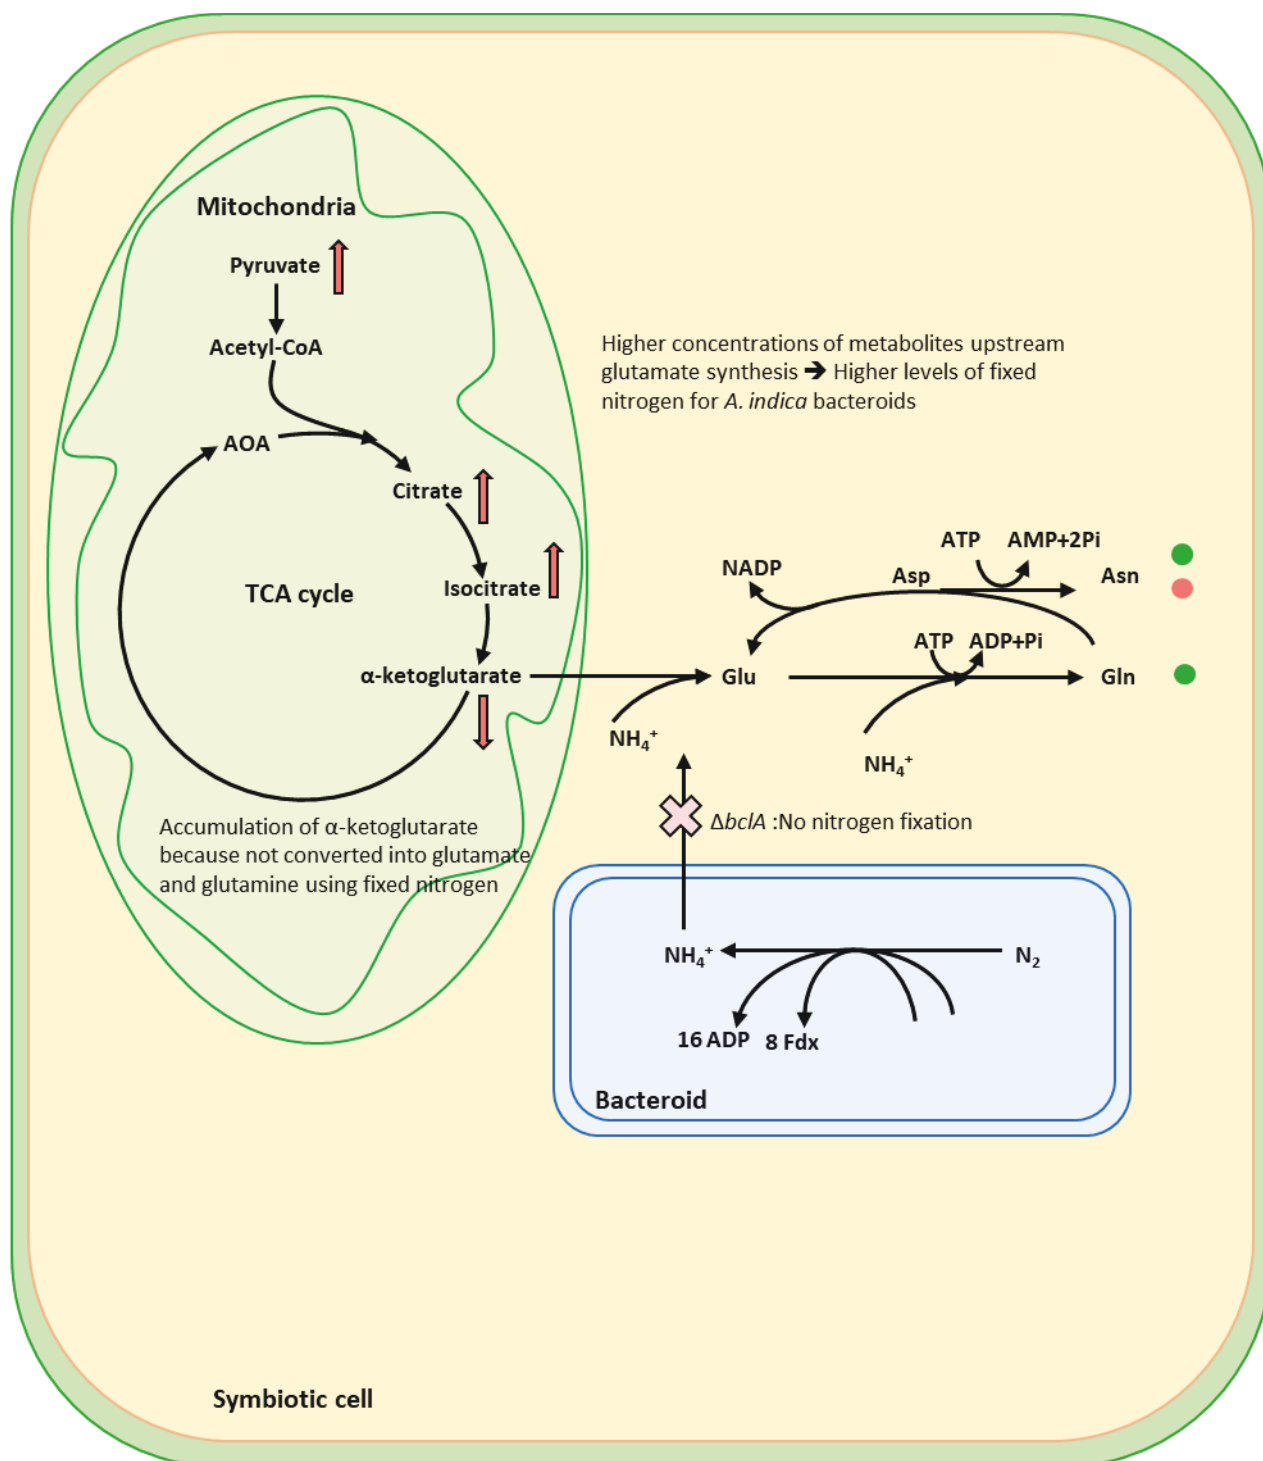 Mitochondria
Pyruvate
Acetyl-CoA
AOA
Citrate
Isocitrate
TCA cycle
α-ketoglutarate
Accumulation of α-ketoglutarate
because not converted into glutamate
and glutamine using fixed nitrogen
Higher concentrations of metabolites upstream
glutamate synthesis ➔ Higher levels of fixed
nitrogen for A. indica bacteroids
ATP AMP+2Pi
NADP Asp Asn
ATP ADP+Pi
Glu Gln
NH₄⁺
NH₄⁺
ΔbclA :No nitrogen fixation
NH₄⁺ N₂
16 ADP 8 Fdx
Bacteroid
Symbiotic cell